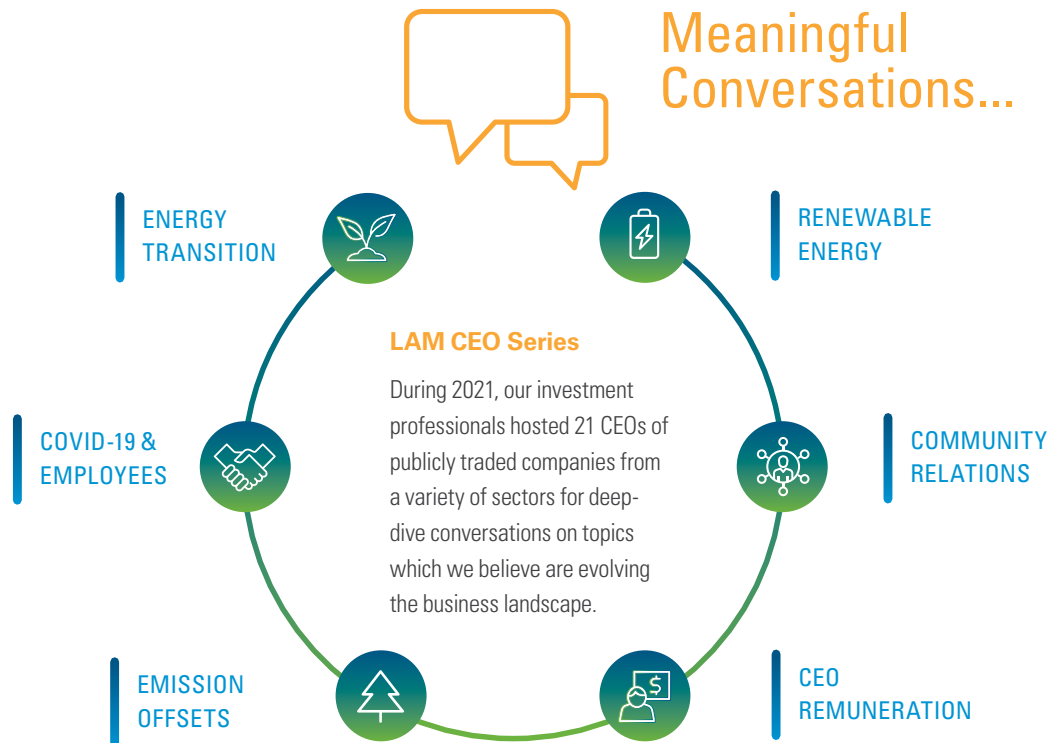 Meaningful
Conversations...
ENERGY
TRANSITION
RENEWABLE
ENERGY
LAM CEO Series
During 2021, our investment
professionals hosted 21 CEOs of
publicly traded companies from
a variety of sectors for deep-
dive conversations on topics
which we believe are evolving
the business landscape.
COVID-19 &
EMPLOYEES
COMMUNITY
RELATIONS
EMISSION
OFFSETS
$
CEO
REMUNERATION